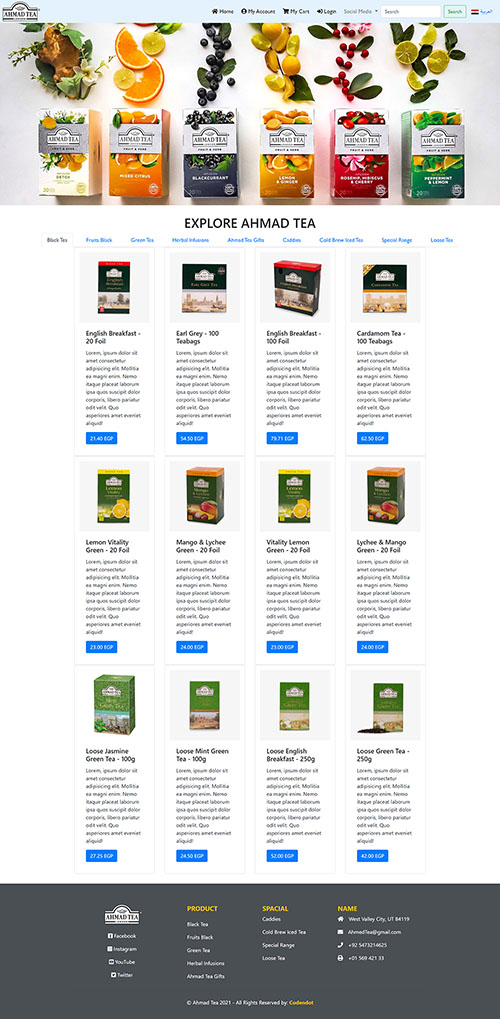 AHMAD TEA
LONDON
Home
My Account
My Cart
Login
Social Media
Search
Search
العربية
AHMAD TEA
FRUIT & HERB
DETOX
AHMAD TEA
FRUIT & HERB
MIXED CITRUS
AHMAD TEA
FRUIT & HERB
BLACKCURRANT
AHMAD TEA
FRUIT & HERB
LEMON & GINGER
AHMAD TEA
FRUIT & HERB
ROSEHIP, HIBISCUS & CHERRY
AHMAD TEA
FRUIT & HERB
PEPPERMINT & LEMON
EXPLORE AHMAD TEA
Black Tea
Fruits Black
Green Tea
Herbal Infusions
Ahmad Tea Gifts
Caddies
Cold Brew Iced Tea
Special Range
Loose Tea
English Breakfast -
20 Foil
Lorem, ipsum dolor sit
amet consectetur
adipisicing elit. Mollitia
ea magni enim. Nemo
itaque placeat laborum
ipsa quos suscipit dolor
corporis, libero pariatur
odit velit. Quo
asperiores amet eveniet
aliquid!
21.40 EGP
Earl Grey - 100
Teabags
Lorem, ipsum dolor sit
amet consectetur
adipisicing elit. Mollitia
ea magni enim. Nemo
itaque placeat laborum
ipsa quos suscipit dolor
corporis, libero pariatur
odit velit. Quo
asperiores amet eveniet
aliquid!
54.50 EGP
English Breakfast -
100 Foil
Lorem, ipsum dolor sit
amet consectetur
adipisicing elit. Mollitia
ea magni enim. Nemo
itaque placeat laborum
ipsa quos suscipit dolor
corporis, libero pariatur
odit velit. Quo
asperiores amet eveniet
aliquid!
79.71 EGP
Cardamom Tea -
100 Teabags
Lorem, ipsum dolor sit
amet consectetur
adipisicing elit. Mollitia
ea magni enim. Nemo
itaque placeat laborum
ipsa quos suscipit dolor
corporis, libero pariatur
odit velit. Quo
asperiores amet eveniet
aliquid!
62.50 EGP
Lemon Vitality
Green - 20 Foil
Lorem, ipsum dolor sit
amet consectetur
adipisicing elit. Mollitia
ea magni enim. Nemo
itaque placeat laborum
ipsa quos suscipit dolor
corporis, libero pariatur
odit velit. Quo
asperiores amet eveniet
aliquid!
23.00 EGP
Mango & Lychee
Green - 20 Foil
Lorem, ipsum dolor sit
amet consectetur
adipisicing elit. Mollitia
ea magni enim. Nemo
itaque placeat laborum
ipsa quos suscipit dolor
corporis, libero pariatur
odit velit. Quo
asperiores amet eveniet
aliquid!
24.00 EGP
Vitality Lemon
Green - 20 Foil
Lorem, ipsum dolor sit
amet consectetur
adipisicing elit. Mollitia
ea magni enim. Nemo
itaque placeat laborum
ipsa quos suscipit dolor
corporis, libero pariatur
odit velit. Quo
asperiores amet eveniet
aliquid!
23.00 EGP
Lychee & Mango
Green - 20 Foil
Lorem, ipsum dolor sit
amet consectetur
adipisicing elit. Mollitia
ea magni enim. Nemo
itaque placeat laborum
ipsa quos suscipit dolor
corporis, libero pariatur
odit velit. Quo
asperiores amet eveniet
aliquid!
24.00 EGP
Loose Jasmine
Green Tea - 100g
Lorem, ipsum dolor sit
amet consectetur
adipisicing elit. Mollitia
ea magni enim. Nemo
itaque placeat laborum
ipsa quos suscipit dolor
corporis, libero pariatur
odit velit. Quo
asperiores amet eveniet
aliquid!
27.25 EGP
Loose Mint Green
Tea - 100g
Lorem, ipsum dolor sit
amet consectetur
adipisicing elit. Mollitia
ea magni enim. Nemo
itaque placeat laborum
ipsa quos suscipit dolor
corporis, libero pariatur
odit velit. Quo
asperiores amet eveniet
aliquid!
24.50 EGP
Loose English
Breakfast - 250g
Lorem, ipsum dolor sit
amet consectetur
adipisicing elit. Mollitia
ea magni enim. Nemo
itaque placeat laborum
ipsa quos suscipit dolor
corporis, libero pariatur
odit velit. Quo
asperiores amet eveniet
aliquid!
52.00 EGP
Loose Green Tea -
250g
Lorem, ipsum dolor sit
amet consectetur
adipisicing elit. Mollitia
ea magni enim. Nemo
itaque placeat laborum
ipsa quos suscipit dolor
corporis, libero pariatur
odit velit. Quo
asperiores amet eveniet
aliquid!
42.00 EGP
AHMAD TEA
Facebook
Instagram
YouTube
Twitter
PRODUCT
Black Tea
Fruits Black
Green Tea
Herbal Infusions
Ahmad Tea Gifts
SPACIAL
Caddies
Cold Brew Iced Tea
Special Range
Loose Tea
NAME
West Valley City, UT 84119
AhmedTea@gmail.com
+92 5473214625
+01 569 421 33
© Ahmad Tea 2021 - All Rights Reserved by: Codendot